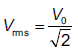 V_rms = V_0/√2